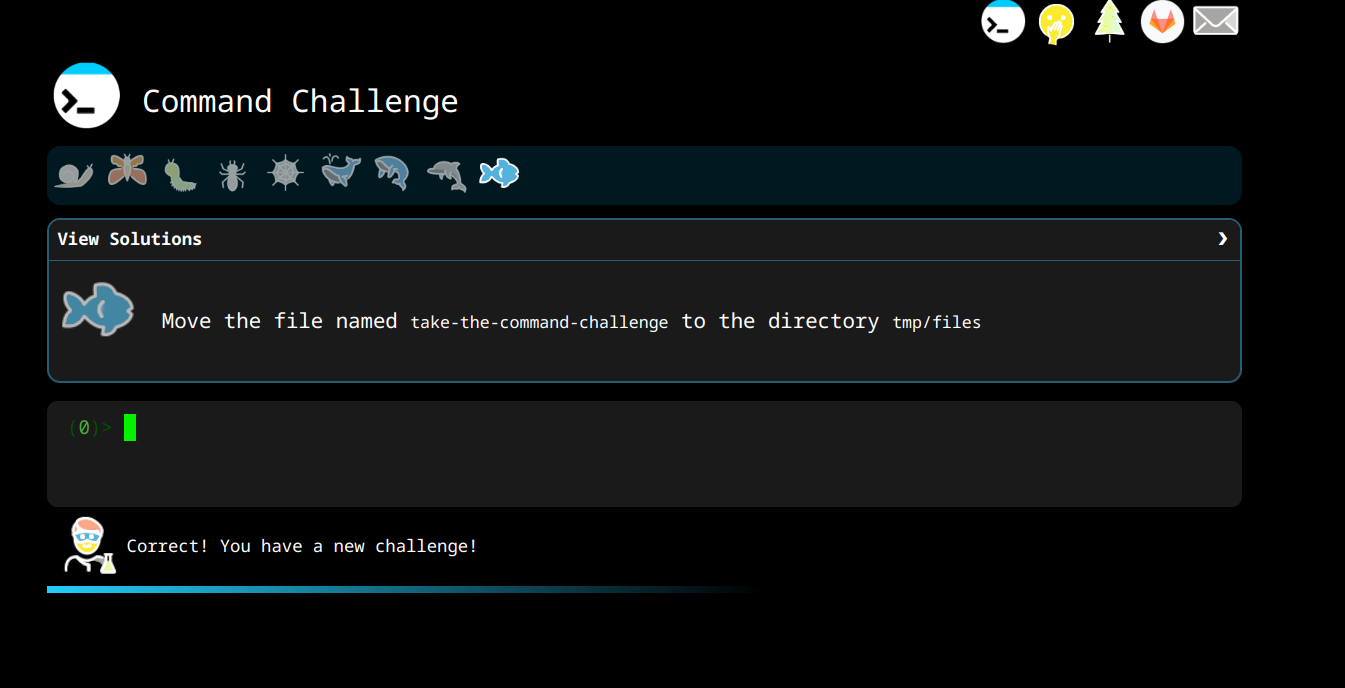 Command Challenge
View Solutions ❯
Move the file named take-the-command-challenge to the directory tmp/files
(0)>
Correct! You have a new challenge!